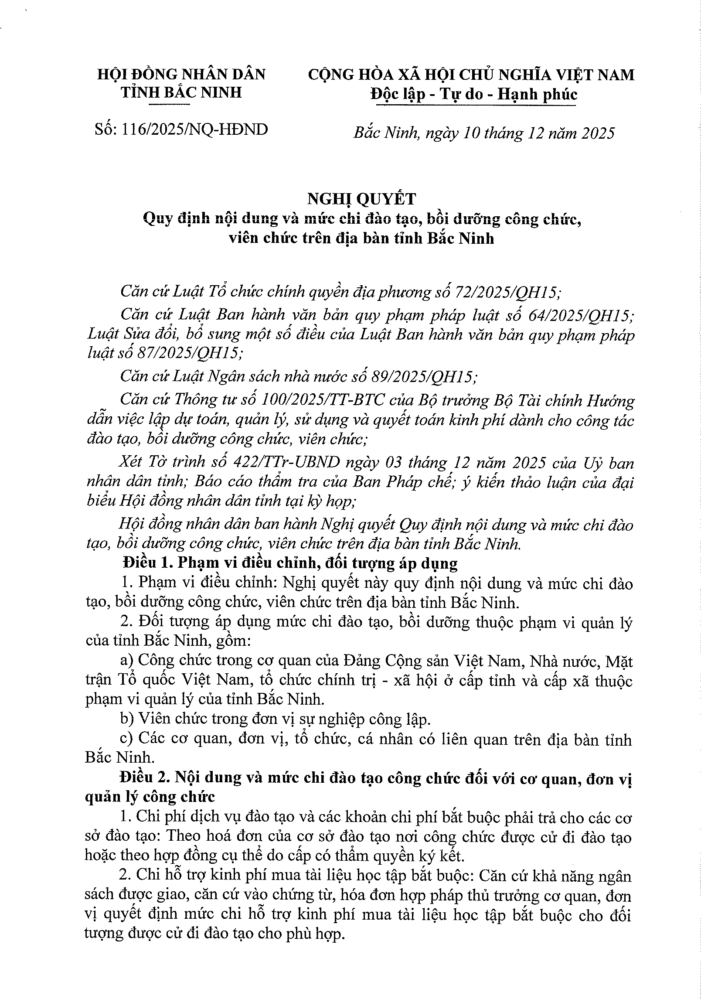 HỘI ĐỒNG NHÂN DÂN
TỈNH BẮC NINH
Số: 116/2025/NQ-HĐND
CỘNG HÒA XÃ HỘI CHỦ NGHĨA VIỆT NAM
Độc lập - Tự do - Hạnh phúc
Bắc Ninh, ngày 10 tháng 12 năm 2025
NGHỊ QUYẾT
Quy định nội dung và mức chi đào tạo, bồi dưỡng công chức,
viên chức trên địa bàn tỉnh Bắc Ninh
Căn cứ Luật Tổ chức chính quyền địa phương số 72/2025/QH15;
Căn cứ Luật Ban hành văn bản quy phạm pháp luật số 64/2025/QH15;
Luật Sửa đổi, bổ sung một số điều của Luật Ban hành văn bản quy phạm pháp
luật số 87/2025/QH15;
Căn cứ Luật Ngân sách nhà nước số 89/2025/QH15;
Căn cứ Thông tư số 100/2025/TT-BTC của Bộ trưởng Bộ Tài chính Hướng
dẫn việc lập dự toán, quản lý, sử dụng và quyết toán kinh phí dành cho công tác
đào tạo, bồi dưỡng công chức, viên chức;
Xét Tờ trình số 422/TTr-UBND ngày 03 tháng 12 năm 2025 của Uỷ ban
nhân dân tỉnh; Báo cáo thẩm tra của Ban Pháp chế; ý kiến thảo luận của đại
biểu Hội đồng nhân dân tỉnh tại kỳ họp;
Hội đồng nhân dân ban hành Nghị quyết Quy định nội dung và mức chi đào
tạo, bồi dưỡng công chức, viên chức trên địa bàn tỉnh Bắc Ninh.
Điều 1. Phạm vi điều chỉnh, đối tượng áp dụng
1. Phạm vi điều chỉnh: Nghị quyết này quy định nội dung và mức chi đào
tạo, bồi dưỡng công chức, viên chức trên địa bàn tỉnh Bắc Ninh.
2. Đối tượng áp dụng mức chi đào tạo, bồi dưỡng thuộc phạm vi quản lý
của tỉnh Bắc Ninh, gồm:
a) Công chức trong cơ quan của Đảng Cộng sản Việt Nam, Nhà nước, Mặt
trận Tổ quốc Việt Nam, tổ chức chính trị - xã hội ở cấp tỉnh và cấp xã thuộc
phạm vi quản lý của tỉnh Bắc Ninh.
b) Viên chức trong đơn vị sự nghiệp công lập.
c) Các cơ quan, đơn vị, tổ chức, cá nhân có liên quan trên địa bàn tỉnh
Bắc Ninh.
Điều 2. Nội dung và mức chi đào tạo công chức đối với cơ quan, đơn vị
quản lý công chức
1. Chi phí dịch vụ đào tạo và các khoản chi phí bắt buộc phải trả cho các cơ
sở đào tạo: Theo hoá đơn của cơ sở đào tạo nơi công chức được cử đi đào tạo
hoặc theo hợp đồng cụ thể do cấp có thẩm quyền ký kết.
2. Chi hỗ trợ kinh phí mua tài liệu học tập bắt buộc: Căn cứ khả năng ngân
sách được giao, căn cứ vào chứng từ, hóa đơn hợp pháp thủ trưởng cơ quan, đơn
vị quyết định mức chi hỗ trợ kinh phí mua tài liệu học tập bắt buộc cho đối
tượng được cử đi đào tạo cho phù hợp.